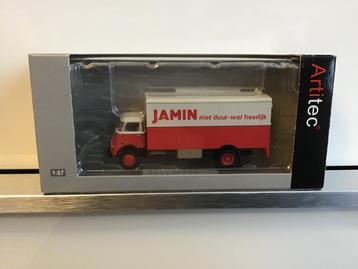 JAMIN niet duur-wel heerlijk
Artitec®
1:87